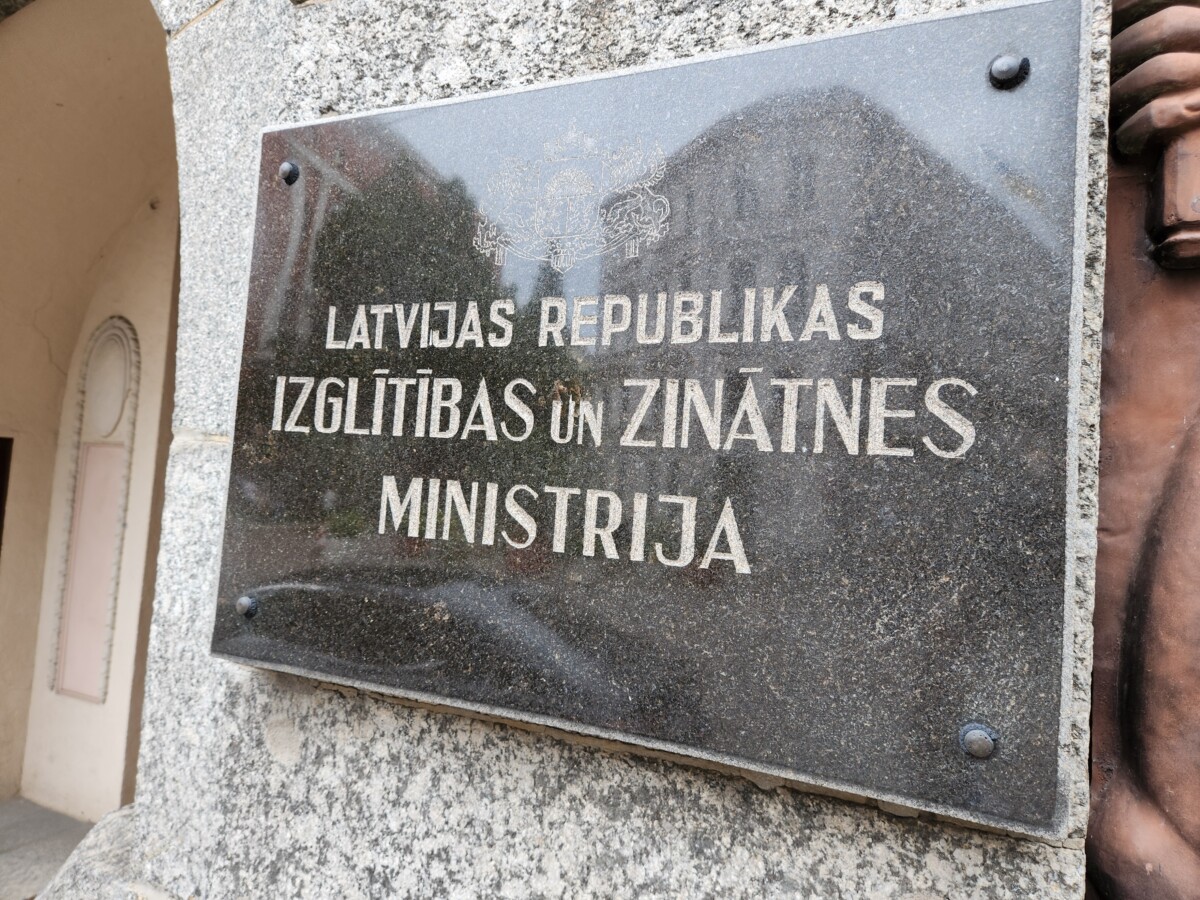 LATVIJAS REPUBLIKAS
IZGLĪTĪBAS UN ZINĀTNES
MINISTRIJA